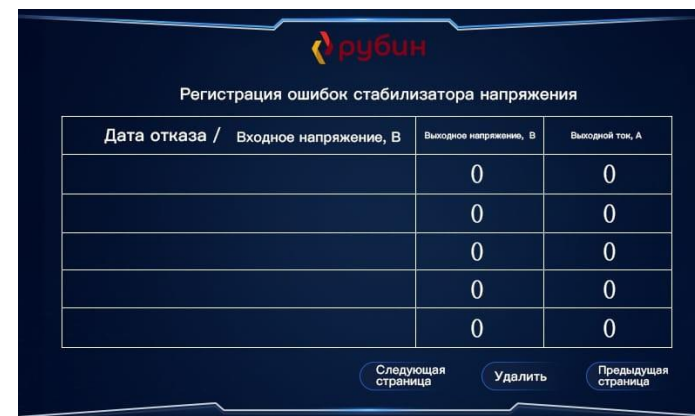 рубин
Регистрация ошибок стабилизатора напряжения
Дата отказа / Входное напряжение, В Выходное напряжение, В Выходной ток, А
0 0
0 0
0 0
0 0
0 0
Следующая
страница
Удалить
Предыдущая
страница